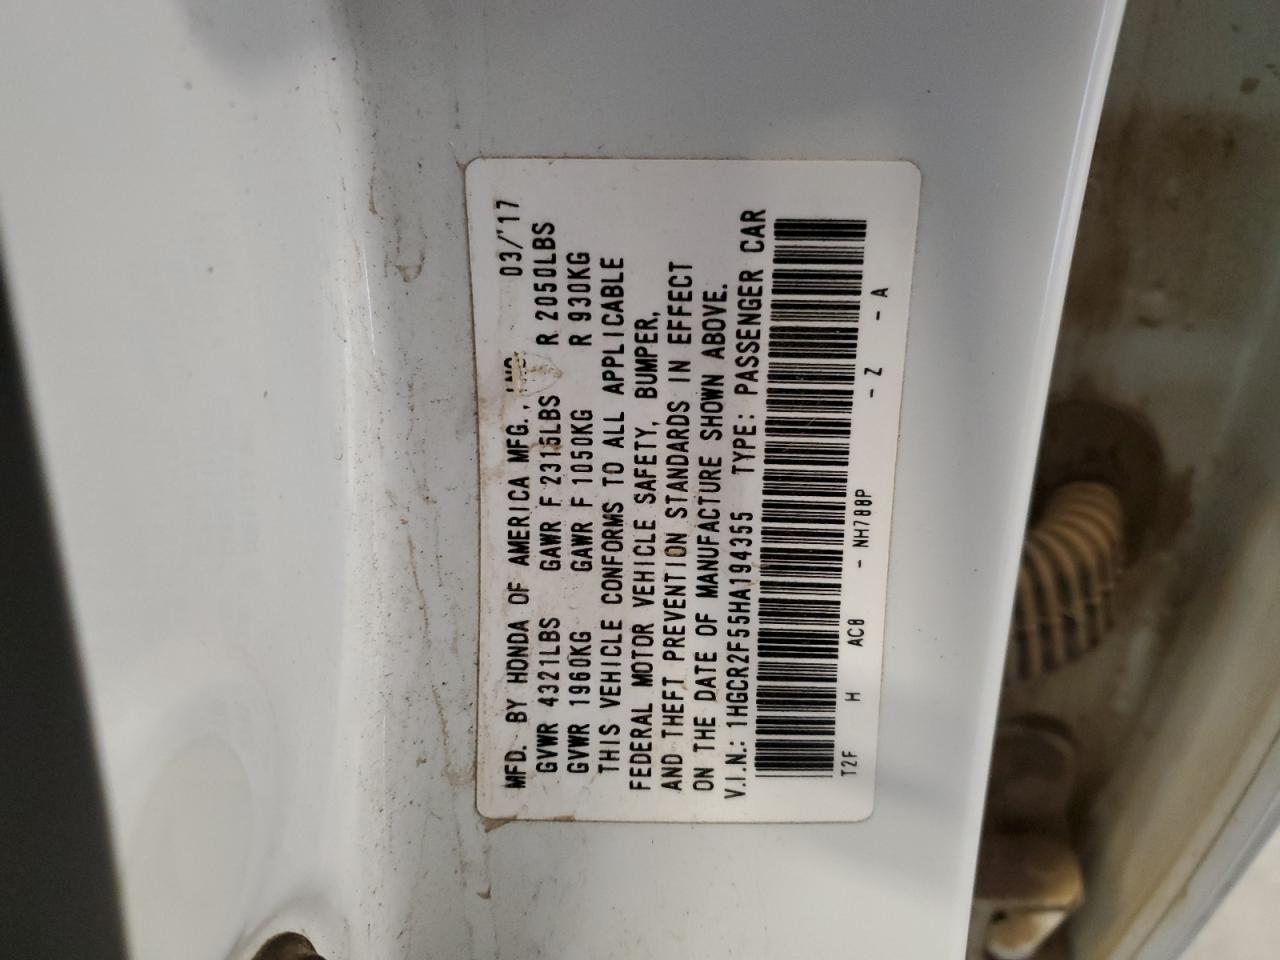 MFD. BY HONDA OF AMERICA MFG., INC. 03/'17
GVWR 4321LBS GAWR F 2315LBS R 2050LBS
GVWR 1960KG GAWR F 1050KG R 930KG
THIS VEHICLE CONFORMS TO ALL APPLICABLE
FEDERAL MOTOR VEHICLE SAFETY, BUMPER,
AND THEFT PREVENTION STANDARDS IN EFFECT
ON THE DATE OF MANUFACTURE SHOWN ABOVE.
V.I.N.: 1HGCR2F55HA194355 TYPE: PASSENGER CAR
T2F H AC8 - NH788P - Z - A